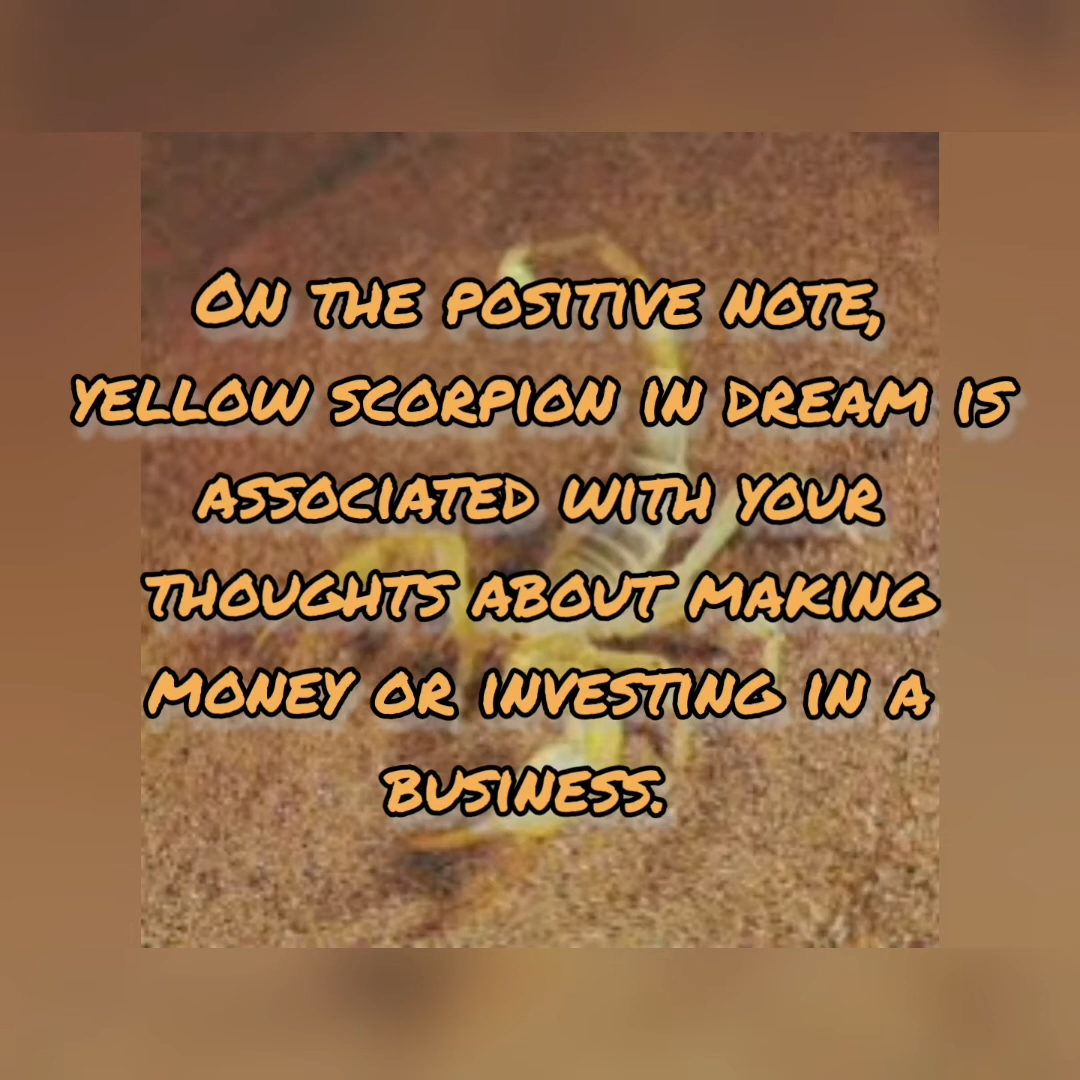 On the positive note,
yellow scorpion in dream is
associated with your
thoughts about making
money or investing in a
business.